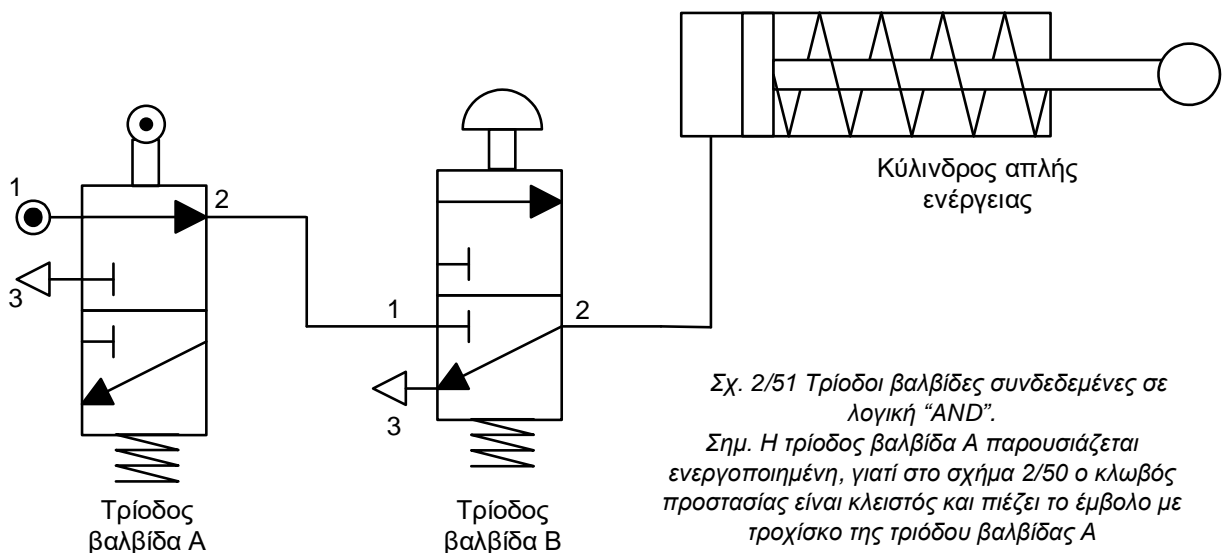 Κύλινδρος απλής
ενέργειας
1
2
3
1
2
3
Σχ. 2/51 Τρίοδοι βαλβίδες συνδεδεμένες σε
λογική “AND”.
Σημ. Η τρίοδος βαλβίδα Α παρουσιάζεται
ενεργοποιημένη, γιατί στο σχήμα 2/50 ο κλωβός
προστασίας είναι κλειστός και πιέζει το έμβολο με
τροχίσκο της τριόδου βαλβίδας Α
Τρίοδος
βαλβίδα Α
Τρίοδος
βαλβίδα Β